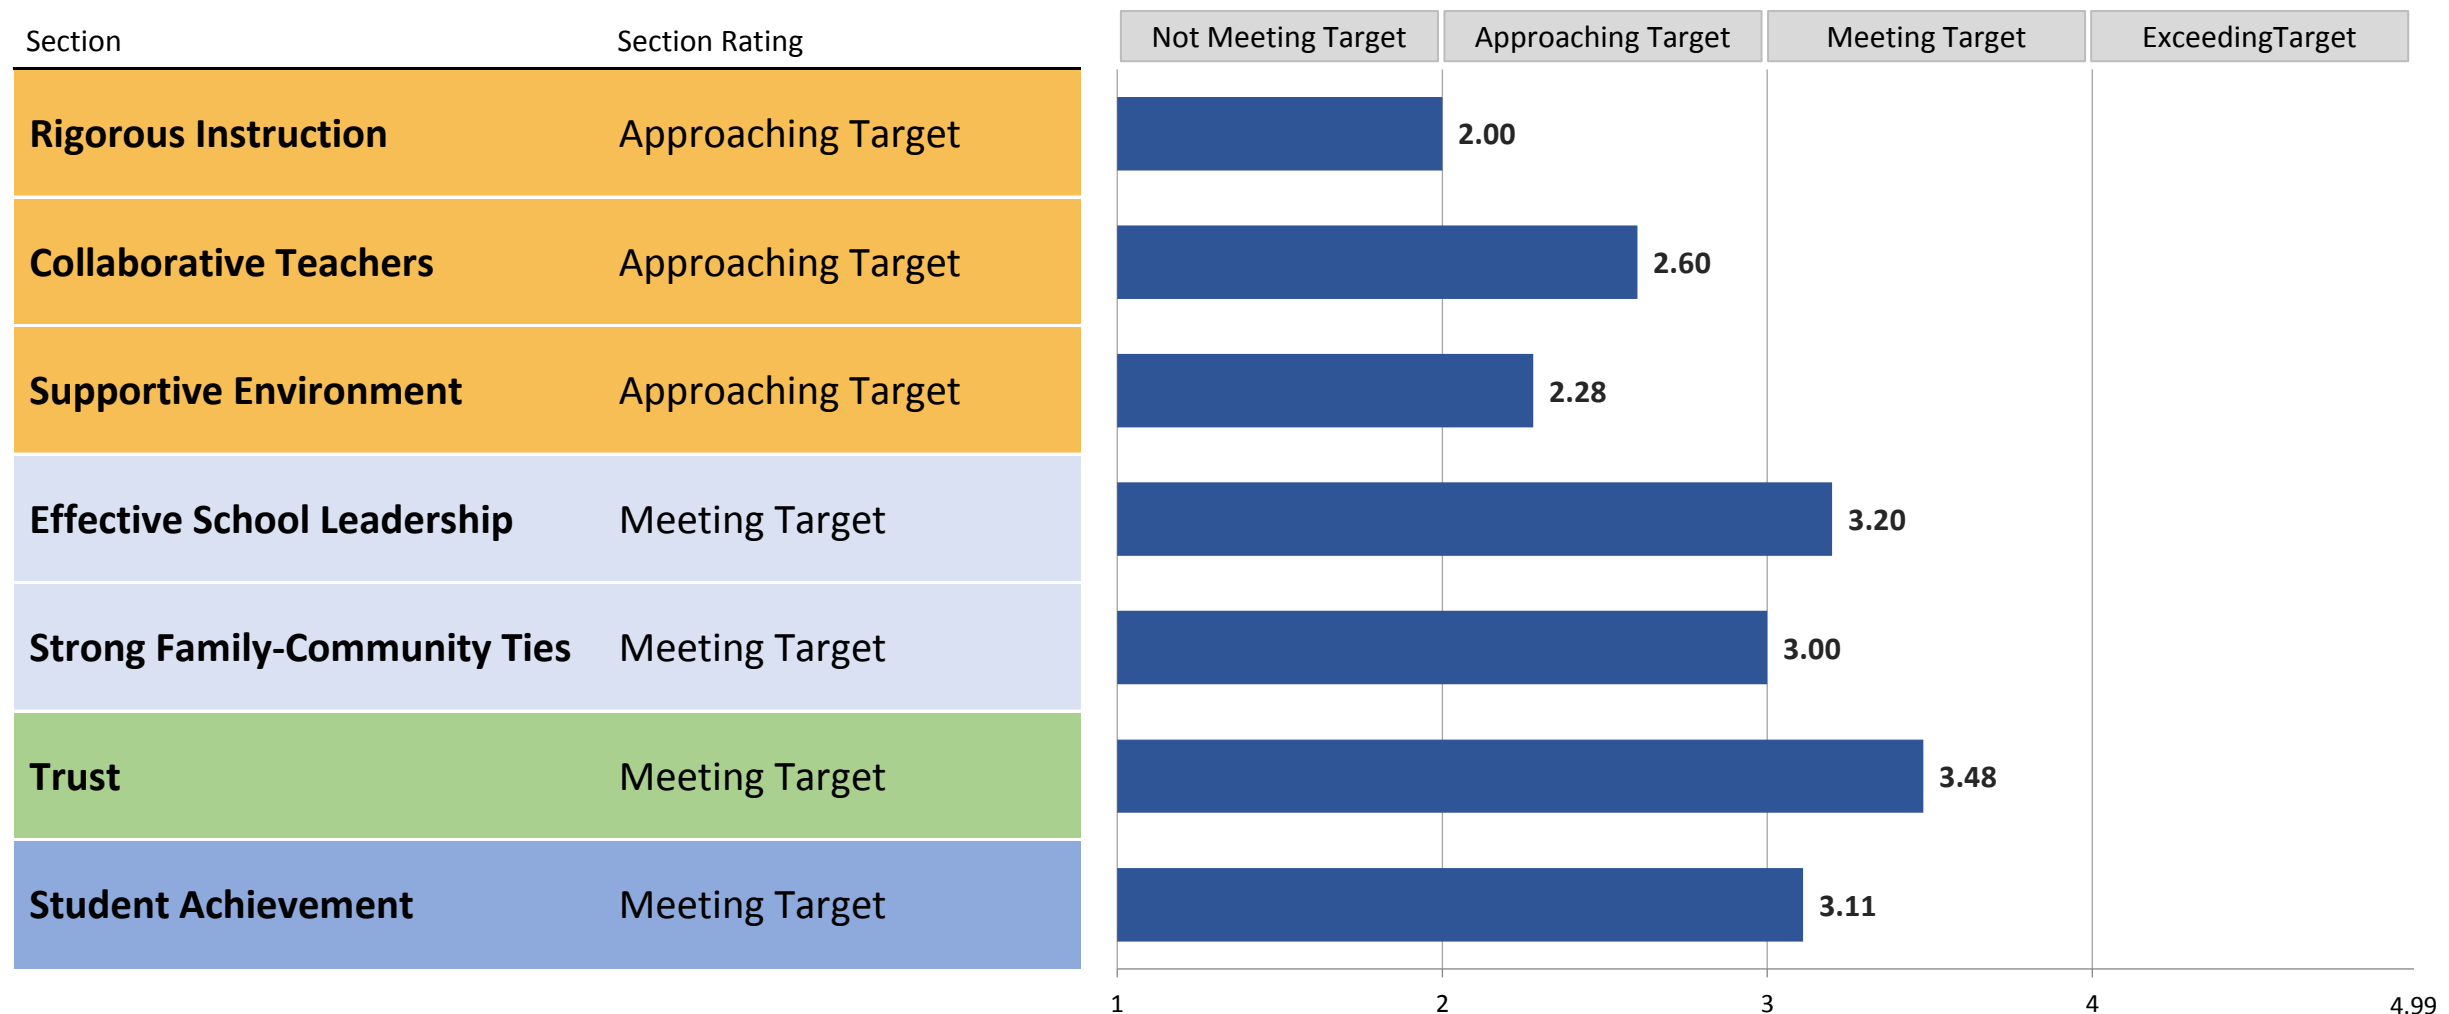 Section Section Rating Not Meeting Target Approaching Target Meeting Target ExceedingTarget
Rigorous Instruction Approaching Target 2.00
Collaborative Teachers Approaching Target 2.60
Supportive Environment Approaching Target 2.28
Effective School Leadership Meeting Target 3.20
Strong Family-Community Ties Meeting Target 3.00
Trust Meeting Target 3.48
Student Achievement Meeting Target 3.11
1 2 3 4 4.99